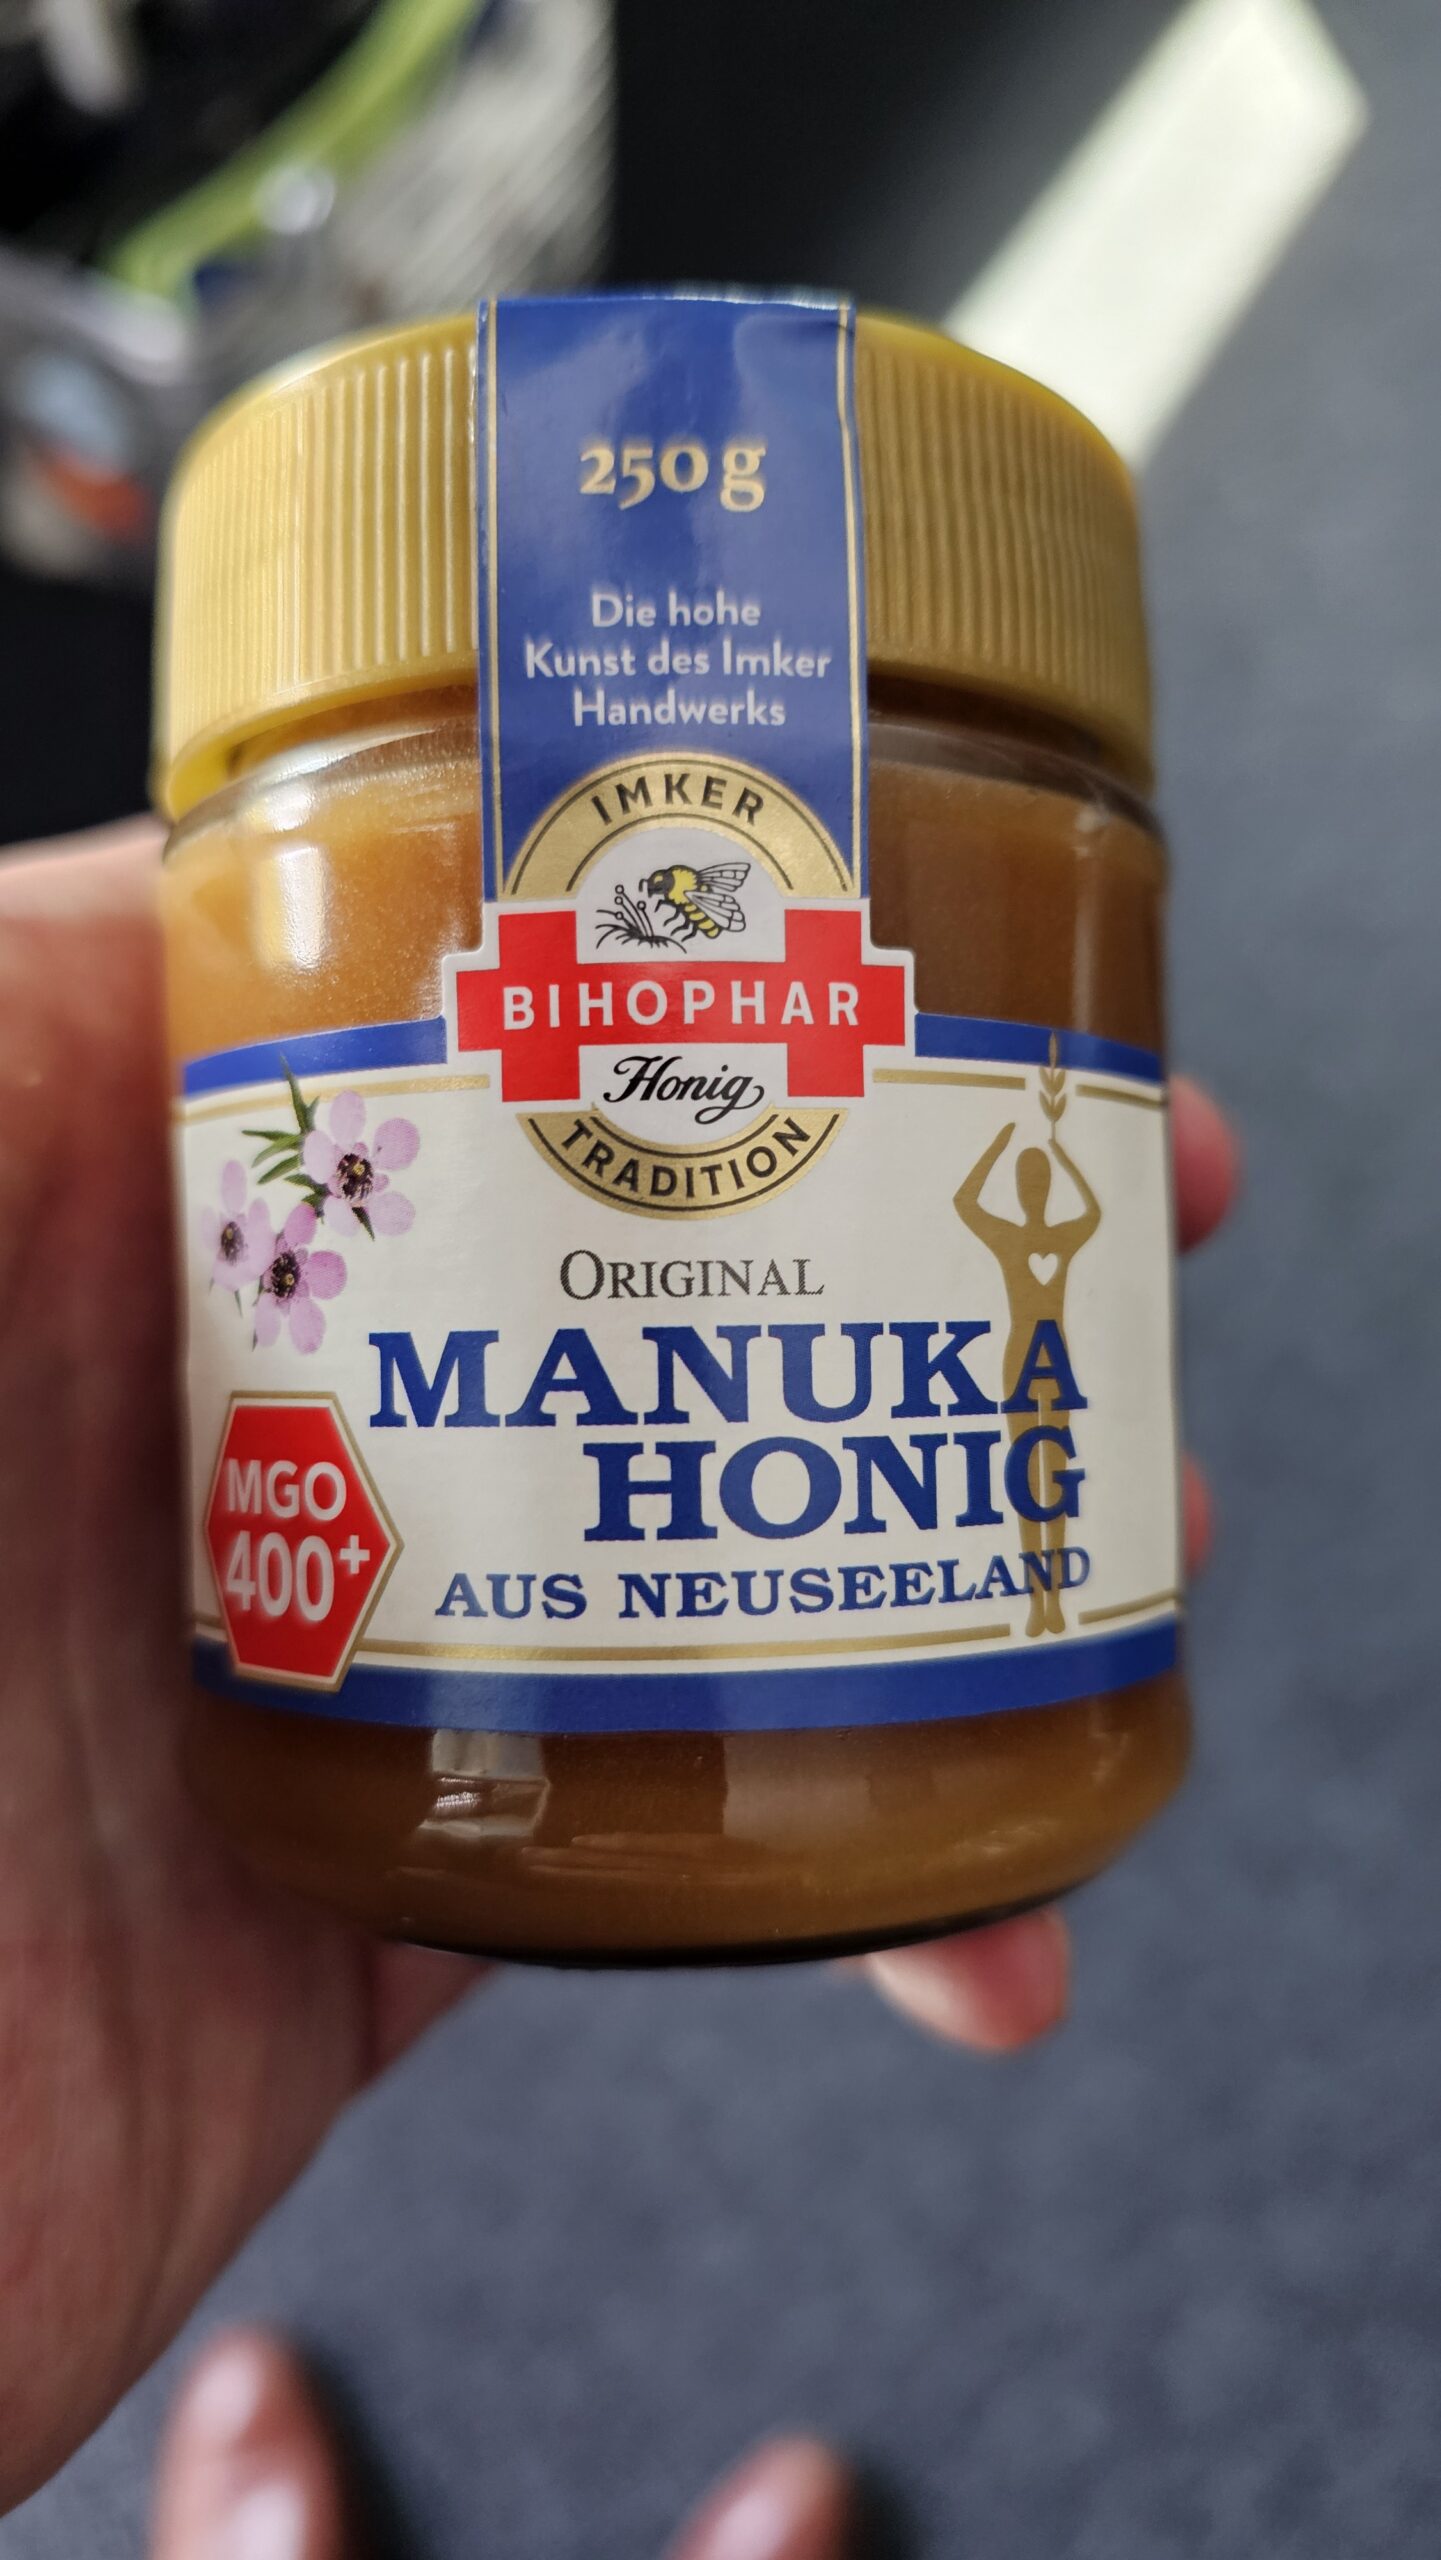 250 g
Die hohe
Kunst des Imker
Handwerks
IMKER
BIHOPHAR
Honig
TRADITION
ORIGINAL
MANUKA
HONIG
AUS NEUSEELAND
MGO
400+